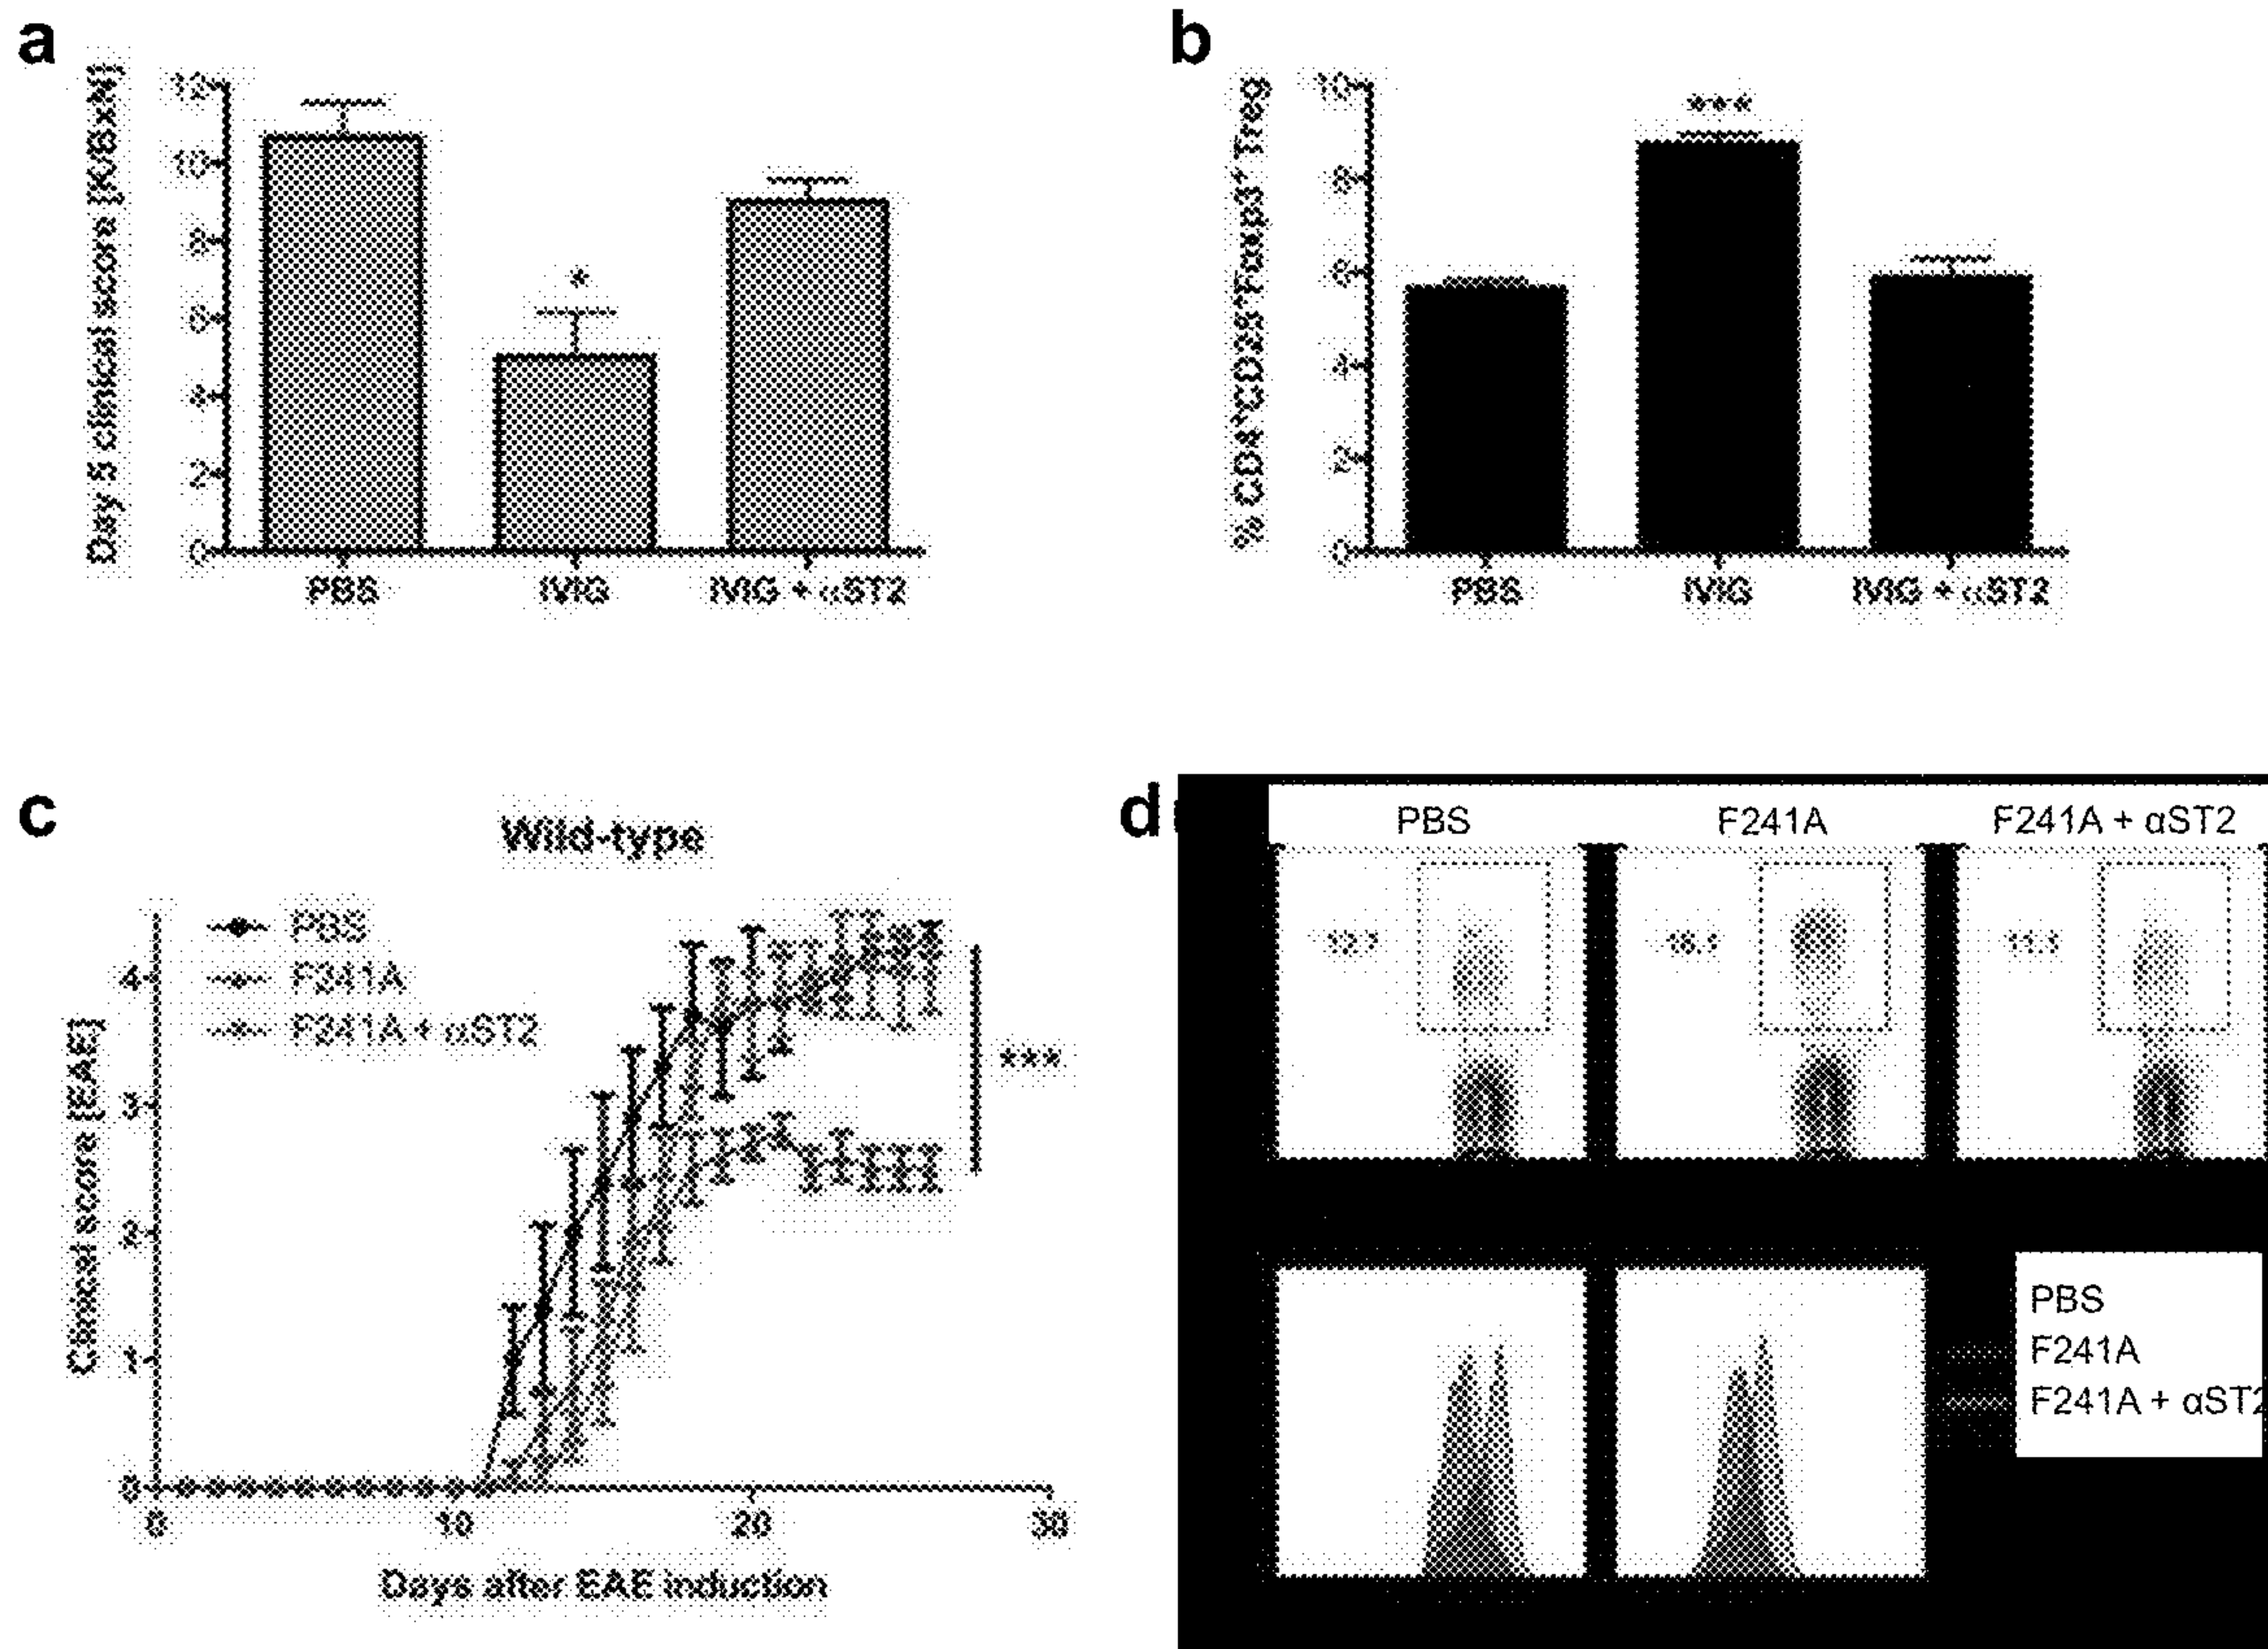 a
Day 5 clinical score [K/BxN]
12
10
8
6
4
2
0
*
PBS
IVIG
IVIG + αST2
b
% CD4⁺CD25⁺Foxp3⁺ Treg
10
8
6
4
2
0
***
PBS
IVIG
IVIG + αST2
c
Wild-type
PBS
F241A
F241A + αST2
Clinical score [EAE]
4
3
2
1
0
***
0
10
20
30
Days after EAE induction
d
PBS
F241A
F241A + αST2
11.1
PBS
F241A
F241A + αST2